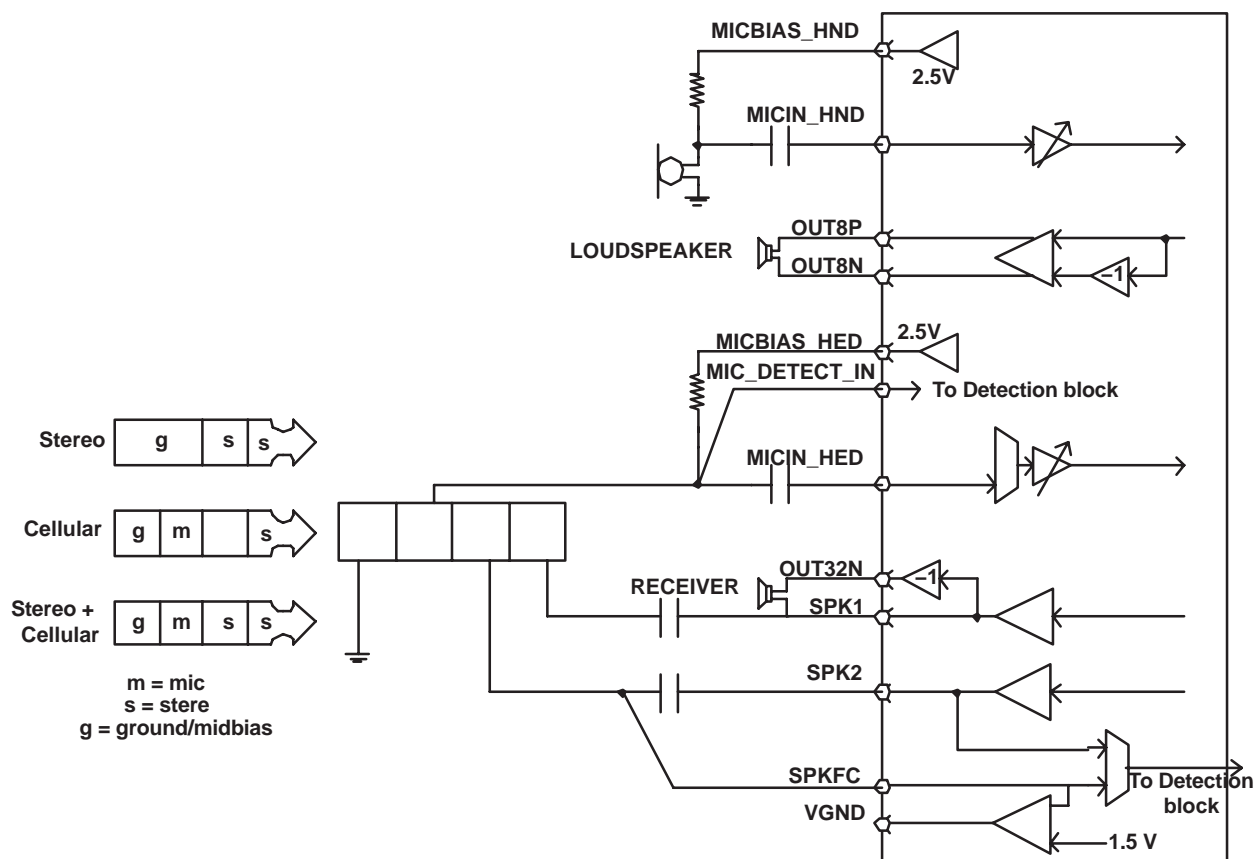 MICBIAS_HND
2.5V
MICIN_HND
OUT8P
LOUDSPEAKER
OUT8N
−1
2.5V
MICBIAS_HED
MIC_DETECT_IN
To Detection block
Stereo
g s s
MICIN_HED
Cellular
g m s
OUT32N
−1
RECEIVER
SPK1
Stereo +
Cellular
g m s s
SPK2
m = mic
s = stere
g = ground/midbias
SPKFC
To Detection
block
VGND
1.5 V